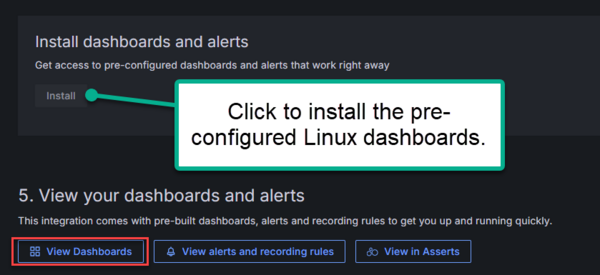 Install dashboards and alerts
Get access to pre-configured dashboards and alerts that work right away
Install
Click to install the pre-
configured Linux dashboards.
5. View your dashboards and alerts
This integration comes with pre-built dashboards, alerts and recording rules to get you up and running quickly.
View Dashboards
View alerts and recording rules
View in Asserts